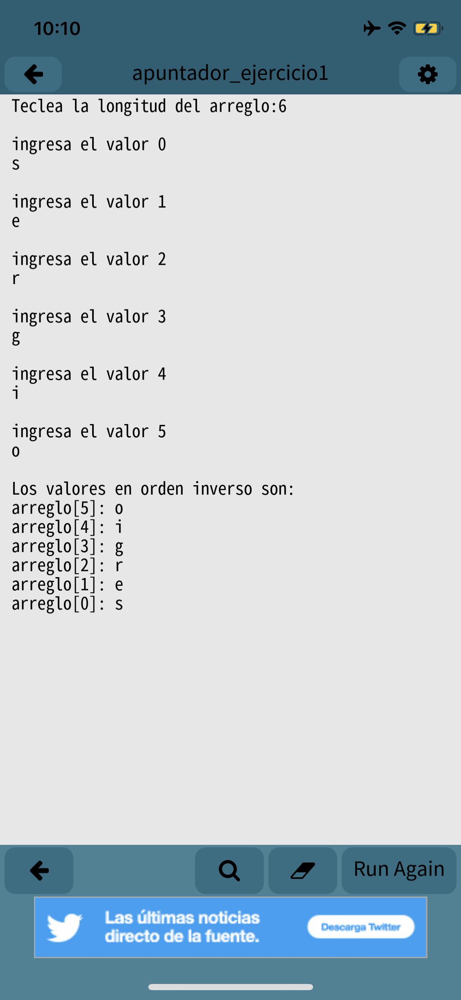 10:10
apuntador_ejercicio1
Teclea la longitud del arreglo:6
ingresa el valor 0
s
ingresa el valor 1
e
ingresa el valor 2
r
ingresa el valor 3
g
ingresa el valor 4
i
ingresa el valor 5
o
Los valores en orden inverso son:
arreglo[5]: o
arreglo[4]: i
arreglo[3]: g
arreglo[2]: r
arreglo[1]: e
arreglo[0]: s
Run Again
Las últimas noticias
directo de la fuente.
Descarga Twitter